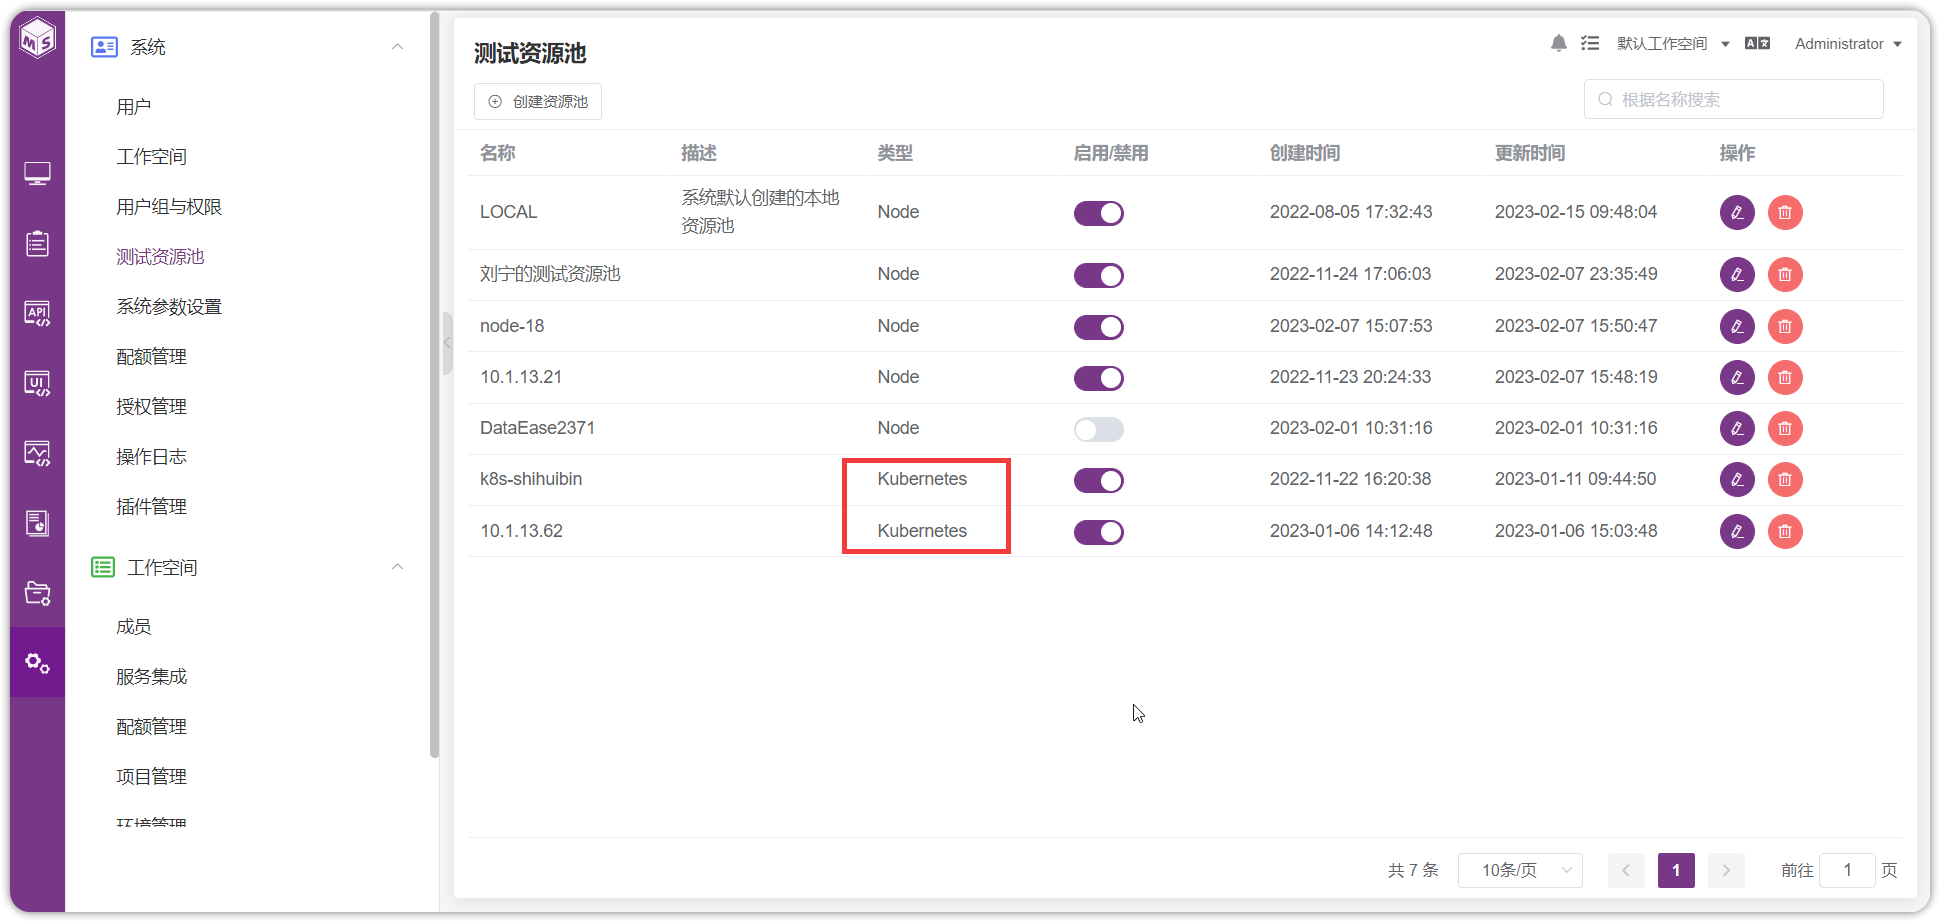 MS
系统
用户
工作空间
用户组与权限
测试资源池
系统参数设置
配额管理
授权管理
操作日志
插件管理
工作空间
成员
服务集成
配额管理
项目管理
环境管理
API
UI
测试资源池
默认工作空间
Administrator
创建资源池
根据名称搜索
名称 描述 类型 启用/禁用 创建时间 更新时间 操作
LOCAL 系统默认创建的本地资源池 Node 2022-08-05 17:32:43 2023-02-15 09:48:04
刘宁的测试资源池 Node 2022-11-24 17:06:03 2023-02-07 23:35:49
node-18 Node 2023-02-07 15:07:53 2023-02-07 15:50:47
10.1.13.21 Node 2022-11-23 20:24:33 2023-02-07 15:48:19
DataEase2371 Node 2023-02-01 10:31:16 2023-02-01 10:31:16
k8s-shihuibin Kubernetes 2022-11-22 16:20:38 2023-01-11 09:44:50
10.1.13.62 Kubernetes 2023-01-06 14:12:48 2023-01-06 15:03:48
共 7 条 10条/页 1 前往 1 页